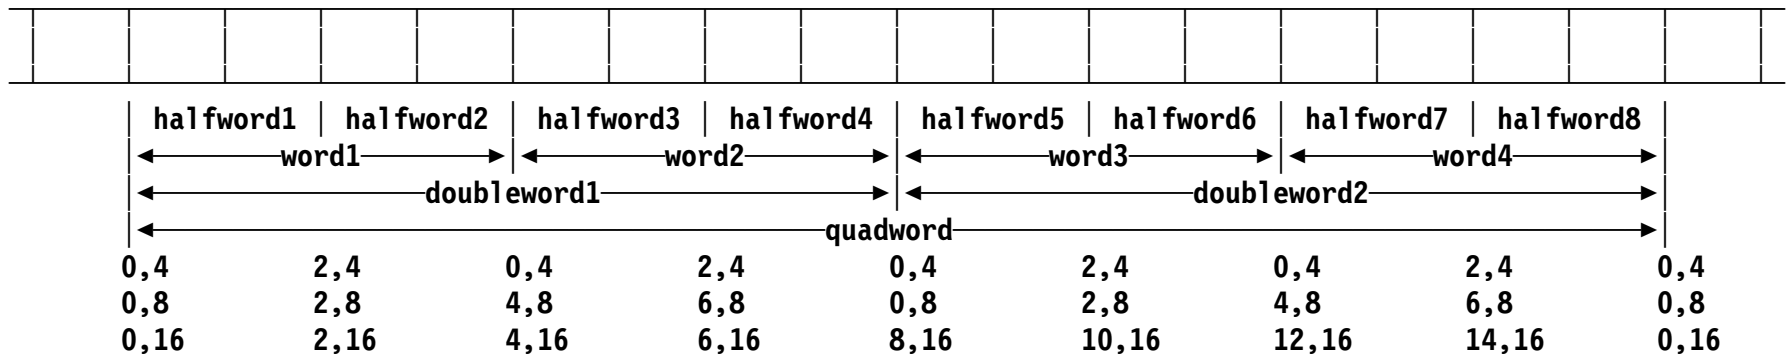 halfword1 halfword2 halfword3 halfword4 halfword5 halfword6 halfword7 halfword8
word1 word2 word3 word4
doubleword1 doubleword2
quadword
0,4 2,4 0,4 2,4 0,4 2,4 0,4 2,4 0,4
0,8 2,8 4,8 6,8 0,8 2,8 4,8 6,8 0,8
0,16 2,16 4,16 6,16 8,16 10,16 12,16 14,16 0,16